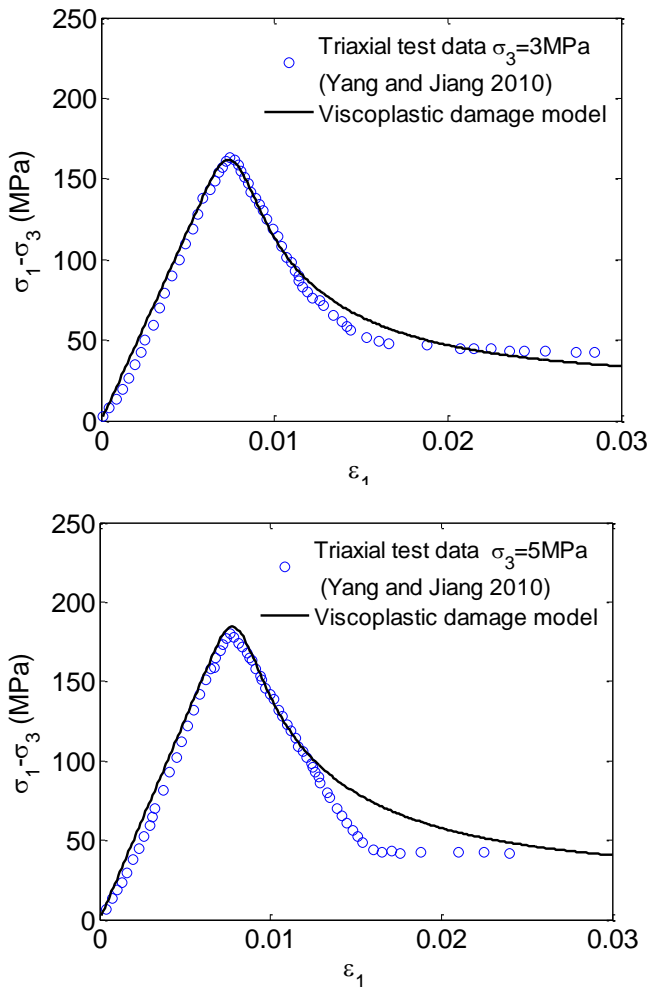 250
200
150
100
50
0
σ1-σ3 (MPa)
Triaxial test data σ3=3MPa
(Yang and Jiang 2010)
Viscoplastic damage model
0 0.01 0.02 0.03
ε1
250
200
150
100
50
0
σ1-σ3 (MPa)
Triaxial test data σ3=5MPa
(Yang and Jiang 2010)
Viscoplastic damage model
0 0.01 0.02 0.03
ε1